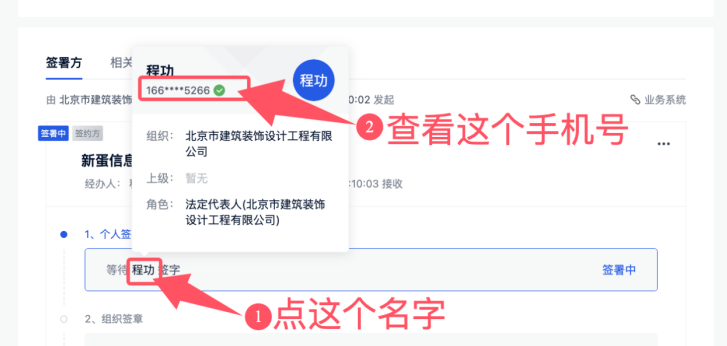 签署方 相关
程功
166****5266
程功
由 北京市建筑装饰
0:02 发起
业务系统
❷查看这个手机号
签署中 签约方
组织: 北京市建筑装饰设计工程有限
公司
新蛋信息
经办人:
上级: 暂无
:10:03 接收
角色: 法定代表人(北京市建筑装饰
设计工程有限公司)
1、个人签
等待 程功 签字
签署中
❶点这个名字
2、组织签章